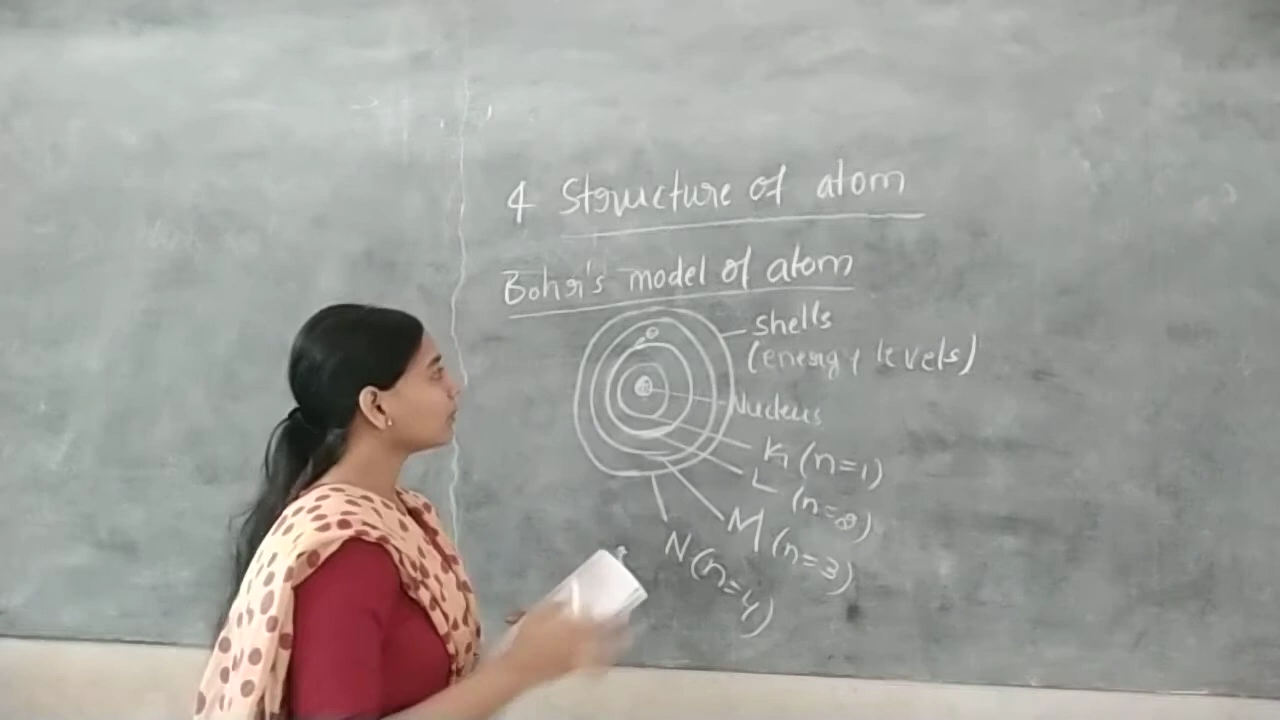 4 Structure of atom
Bohr's model of atom
Shells
(energy levels)
Nucleus
K (n=1)
L (n=2)
M (n=3)
N (n=4)